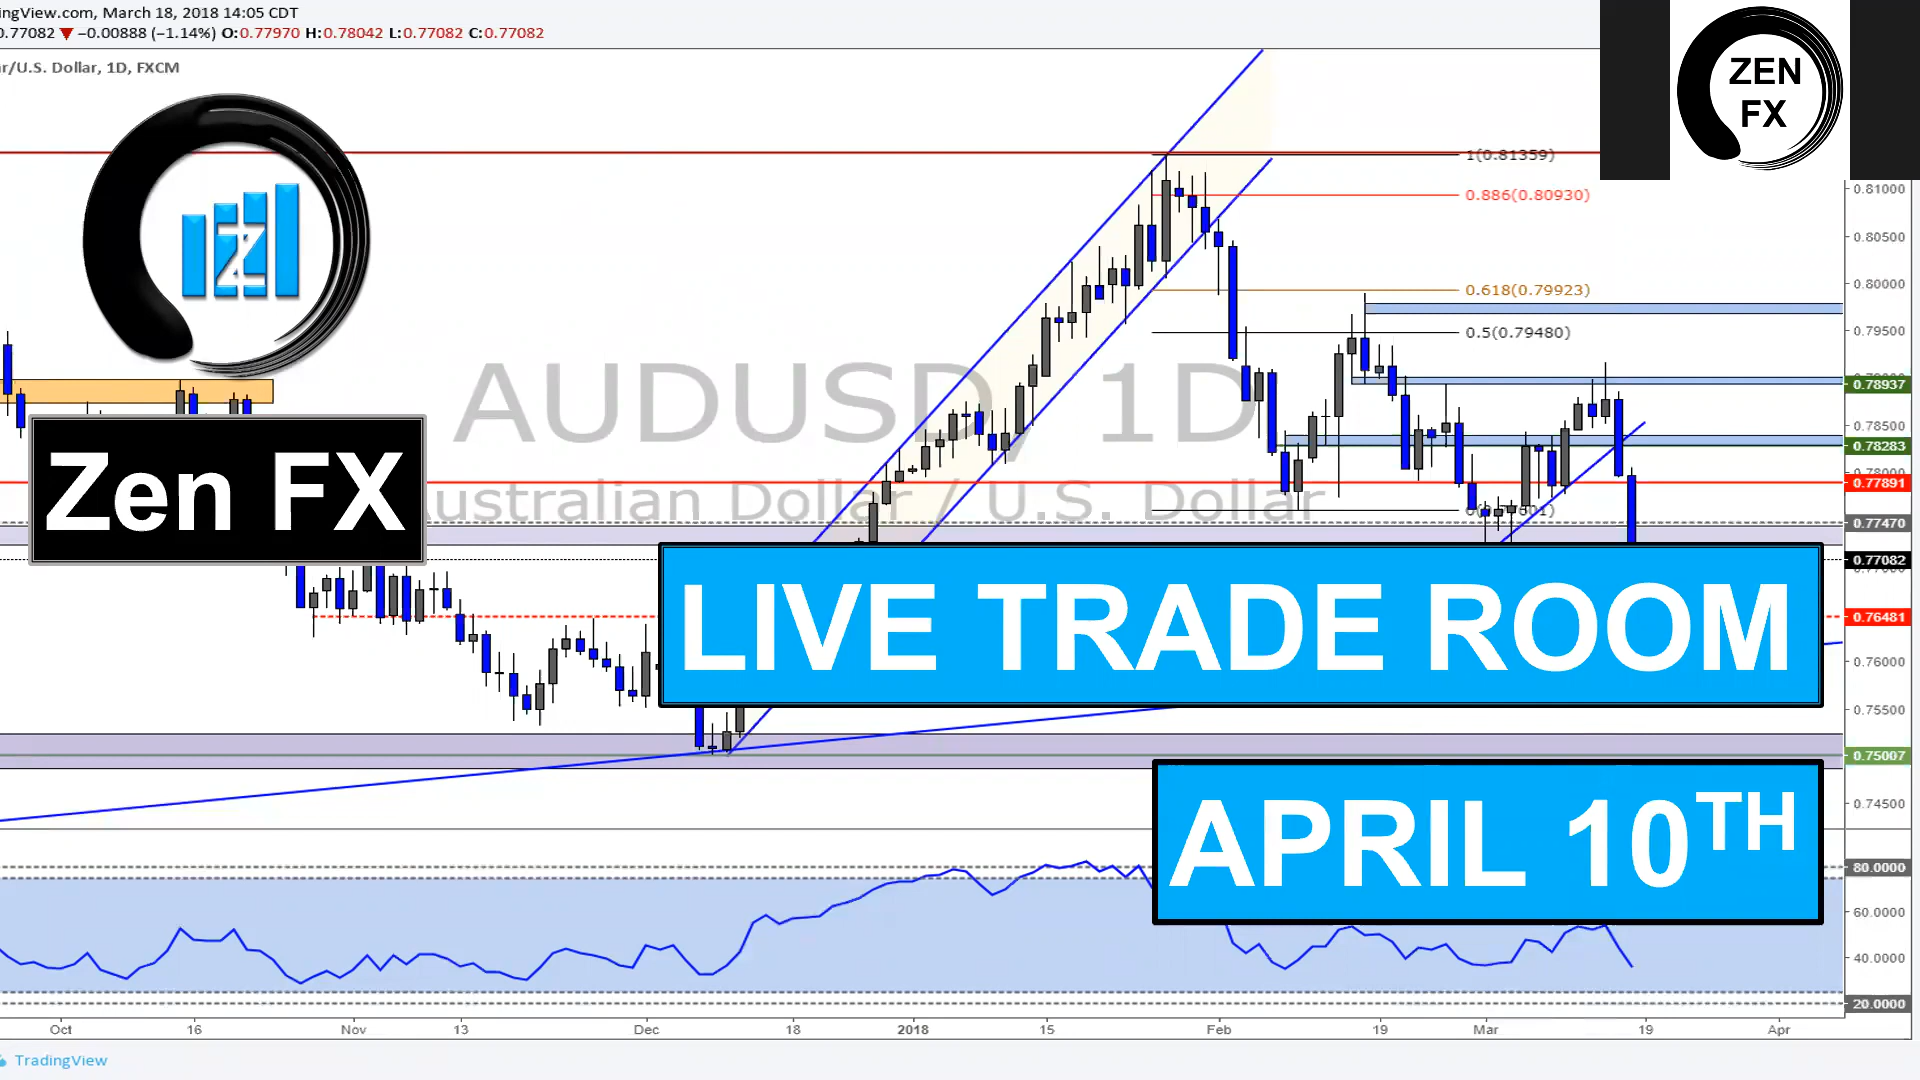 ingView.com, March 18, 2018 14:05 CDT
0.77082 ▼ −0.00888 (−1.14%) O:0.77970 H:0.78042 L:0.77082 C:0.77082
r/U.S. Dollar, 1D, FXCM
ZEN
FX
1(0.81359)
0.886(0.80930)
0.81000
0.80500
0.618(0.79923)
0.80000
0.5(0.79480)
0.79500
AUDUSD, 1D
0.78937
0.78500
0.78283
0.78000
0.77891
Australian Dollar / U.S. Dollar
Z
Zen FX
0.77470
0.77082
LIVE TRADE ROOM
0.76481
0.76000
0.75500
0.75007
0.74500
APRIL 10TH
80.0000
60.0000
40.0000
20.0000
Oct 16 Nov 13 Dec 18 2018 15 Feb 19 Mar 19 Apr
TradingView